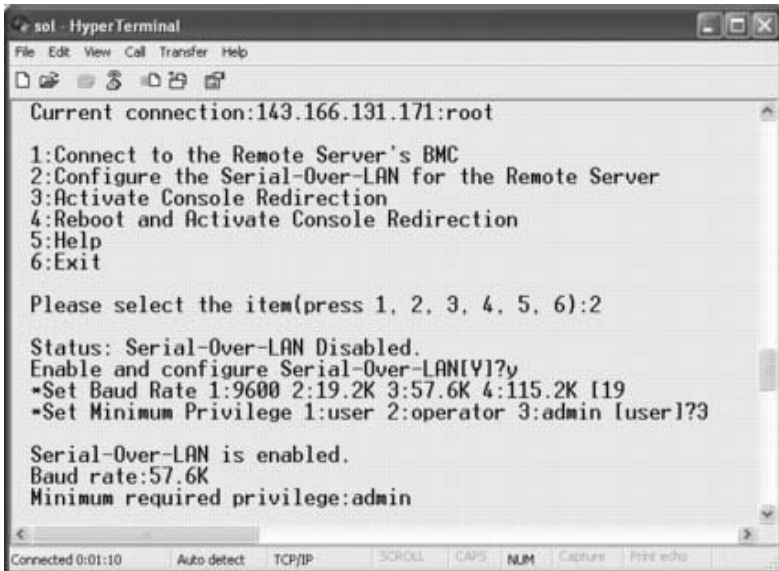 sol - HyperTerminal
File Edit View Call Transfer Help
Current connection:143.166.131.171:root
1:Connect to the Remote Server's BMC
2:Configure the Serial-Over-LAN for the Remote Server
3:Activate Console Redirection
4:Reboot and Activate Console Redirection
5:Help
6:Exit
Please select the item(press 1, 2, 3, 4, 5, 6):2
Status: Serial-Over-LAN Disabled.
Enable and configure Serial-Over-LAN[Y]?y
*Set Baud Rate 1:9600 2:19.2K 3:57.6K 4:115.2K [19
*Set Minimum Privilege 1:user 2:operator 3:admin [user]?3
Serial-Over-LAN is enabled.
Baud rate:57.6K
Minimum required privilege:admin
Connected 0:01:10 Auto detect TCP/IP SCROLL CAPS NUM Capture Print echo